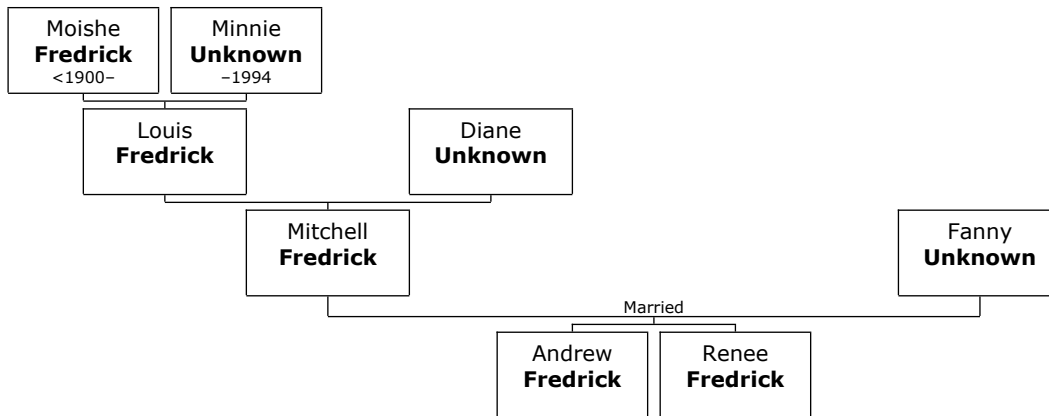 Moishe
Fredrick
<1900–
Minnie
Unknown
–1994
Louis
Fredrick
Diane
Unknown
Mitchell
Fredrick
Fanny
Unknown
Married
Andrew
Fredrick
Renee
Fredrick